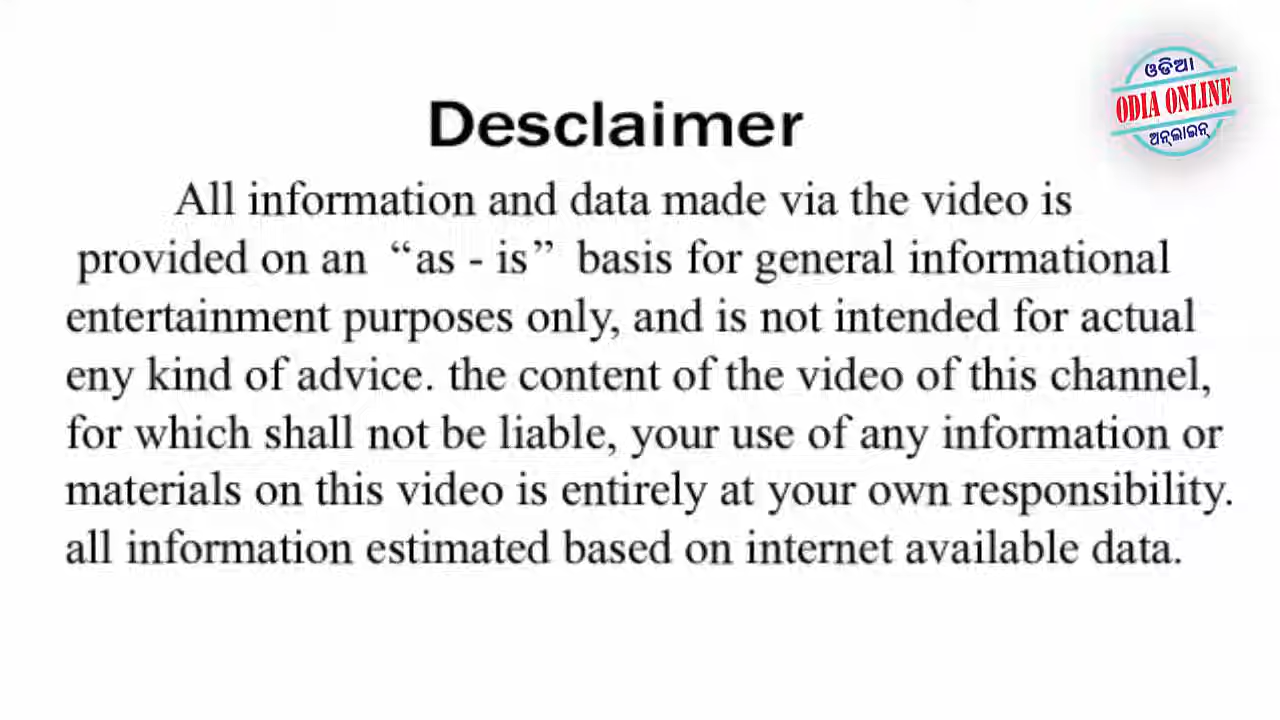 ଓଡିଆ
ODIA ONLINE
ଅନ୍‌ଲାଇନ୍
Desclaimer
All information and data made via the video is
provided on an “as - is” basis for general informational
entertainment purposes only, and is not intended for actual
eny kind of advice. the content of the video of this channel,
for which shall not be liable, your use of any information or
materials on this video is entirely at your own responsibility.
all information estimated based on internet available data.